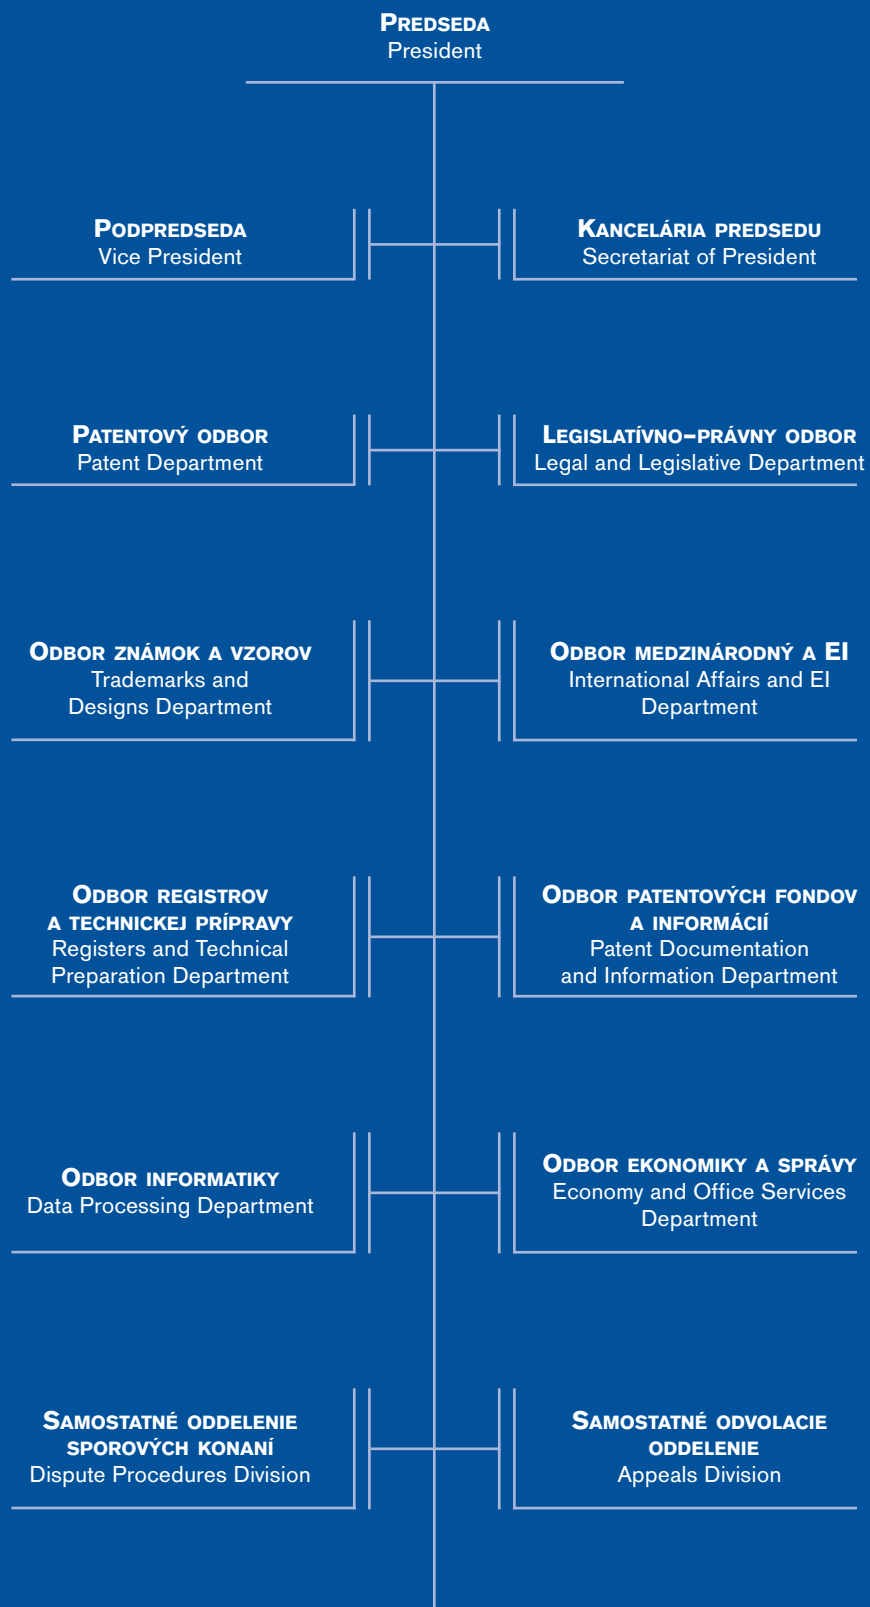 PREDSEDA
President
PODPREDSEDA
Vice President
KANCELÁRIA PREDSEDU
Secretariat of President
PATENTOVÝ ODBOR
Patent Department
LEGISLATÍVNO–PRÁVNY ODBOR
Legal and Legislative Department
ODBOR ZNÁMOK A VZOROV
Trademarks and
Designs Department
ODBOR MEDZINÁRODNÝ A EI
International Affairs and EI
Department
ODBOR REGISTROV
A TECHNICKEJ PRÍPRAVY
Registers and Technical
Preparation Department
ODBOR PATENTOVÝCH FONDOV
A INFORMÁCIÍ
Patent Documentation
and Information Department
ODBOR INFORMATIKY
Data Processing Department
ODBOR EKONOMIKY A SPRÁVY
Economy and Office Services
Department
SAMOSTATNÉ ODDELENIE
SPOROVÝCH KONANÍ
Dispute Procedures Division
SAMOSTATNÉ ODVOLACIE
ODDELENIE
Appeals Division